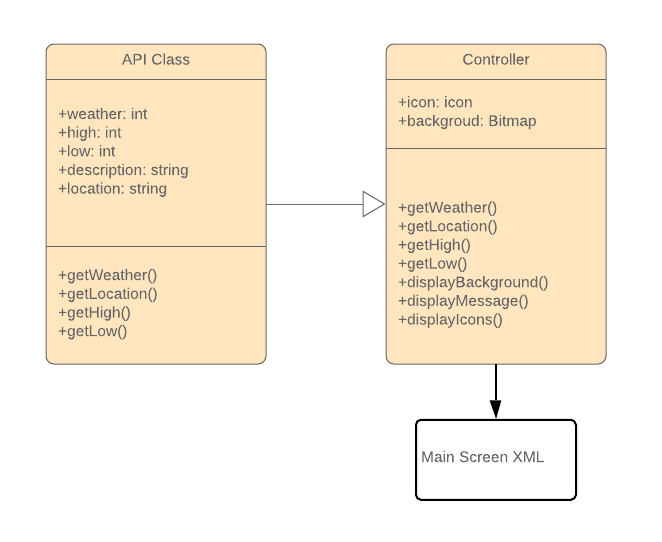 API Class
+weather: int
+high: int
+low: int
+description: string
+location: string
+getWeather()
+getLocation()
+getHigh()
+getLow()
Controller
+icon: icon
+backgroud: Bitmap
+getWeather()
+getLocation()
+getHigh()
+getLow()
+displayBackground()
+displayMessage()
+displayIcons()
Main Screen XML